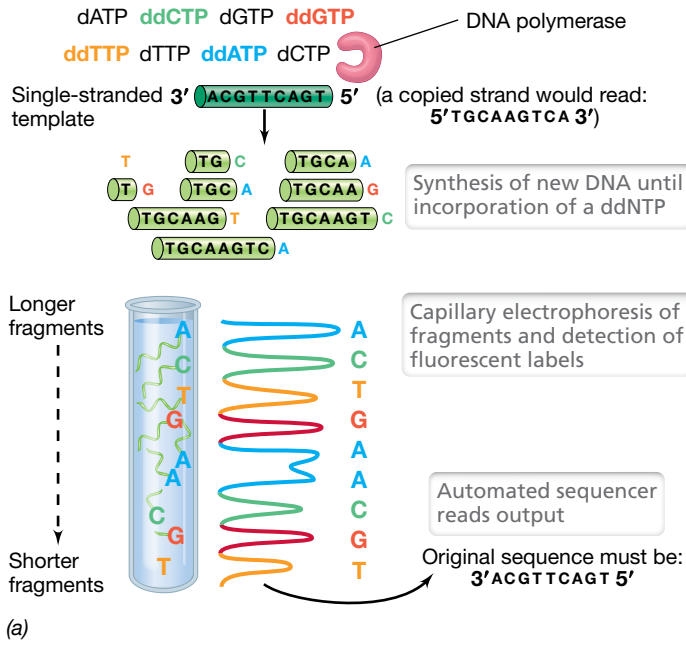 dATP ddCTP dGTP ddGTP
DNA polymerase
ddTTP dTTP ddATP dCTP
Single-stranded template
3′ ACGTTCAGT 5′
(a copied strand would read:
5′TGCAAGTCA 3′)
T TG C TGCA A
T G TGC A TGCAA G
TGCAAG T TGCAAGT C
TGCAAGTC A
Synthesis of new DNA until
incorporation of a ddNTP
Longer
fragments
Shorter
fragments
A
C
T
G
A
A
C
G
T
A
C
T
G
A
A
C
G
T
Capillary electrophoresis of
fragments and detection of
fluorescent labels
Automated sequencer
reads output
Original sequence must be:
3′ACGTTCAGT 5′
(a)